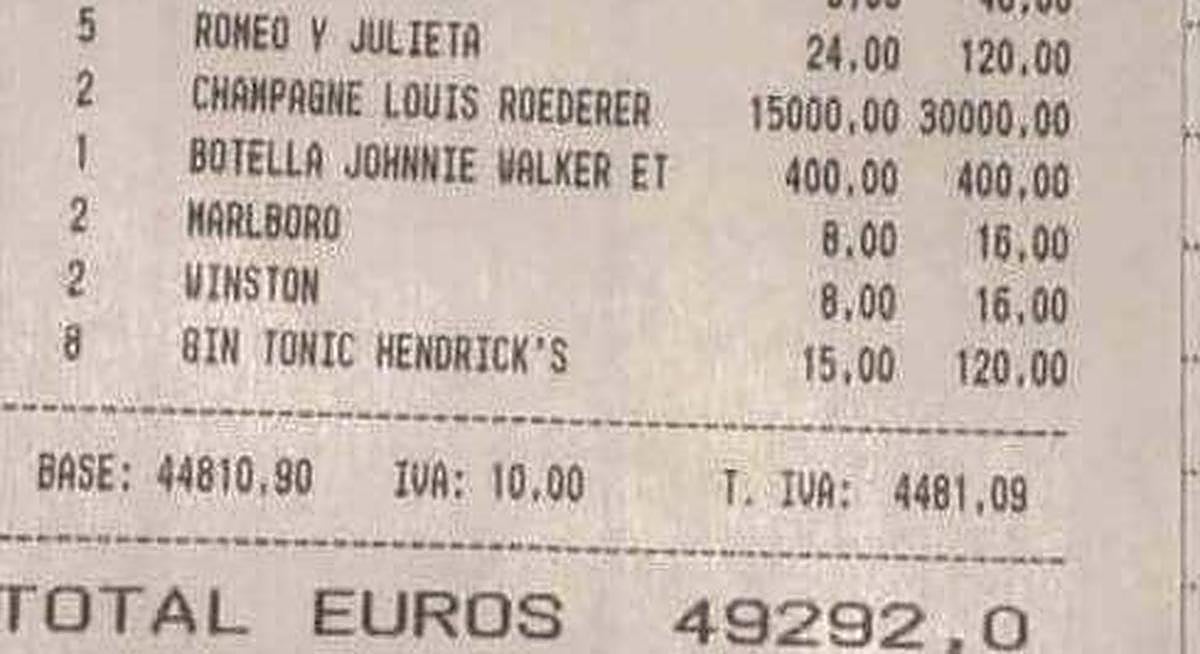 5 ROMEO Y JULIETA 24,00 120,00
2 CHAMPAGNE LOUIS ROEDERER 15000,00 30000,00
1 BOTELLA JOHNNIE WALKER ET 400,00 400,00
2 MARLBORO 8.00 16,00
2 WINSTON 8,00 16,00
8 GIN TONIC HENDRICK'S 15,00 120,00
BASE: 44810,90 IVA: 10,00 T. IVA: 4481,09
TOTAL EUROS 49292,0